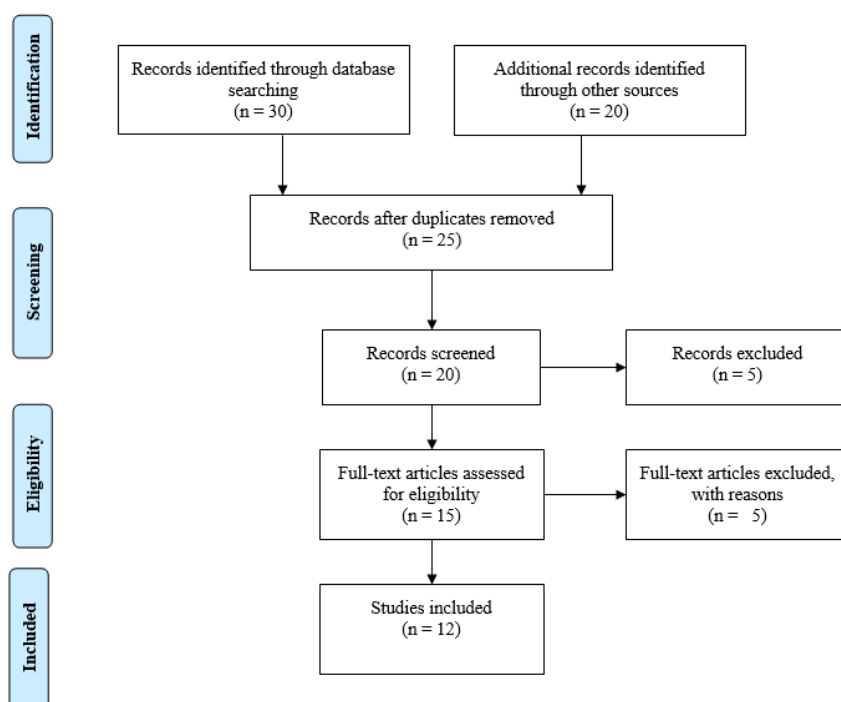 Identification
Records identified through database
searching
(n = 30)
Additional records identified
through other sources
(n = 20)
Screening
Records after duplicates removed
(n = 25)
Records screened
(n = 20)
Records excluded
(n = 5)
Eligibility
Full-text articles assessed
for eligibility
(n = 15)
Full-text articles excluded,
with reasons
(n =   5)
Included
Studies included
(n = 12)